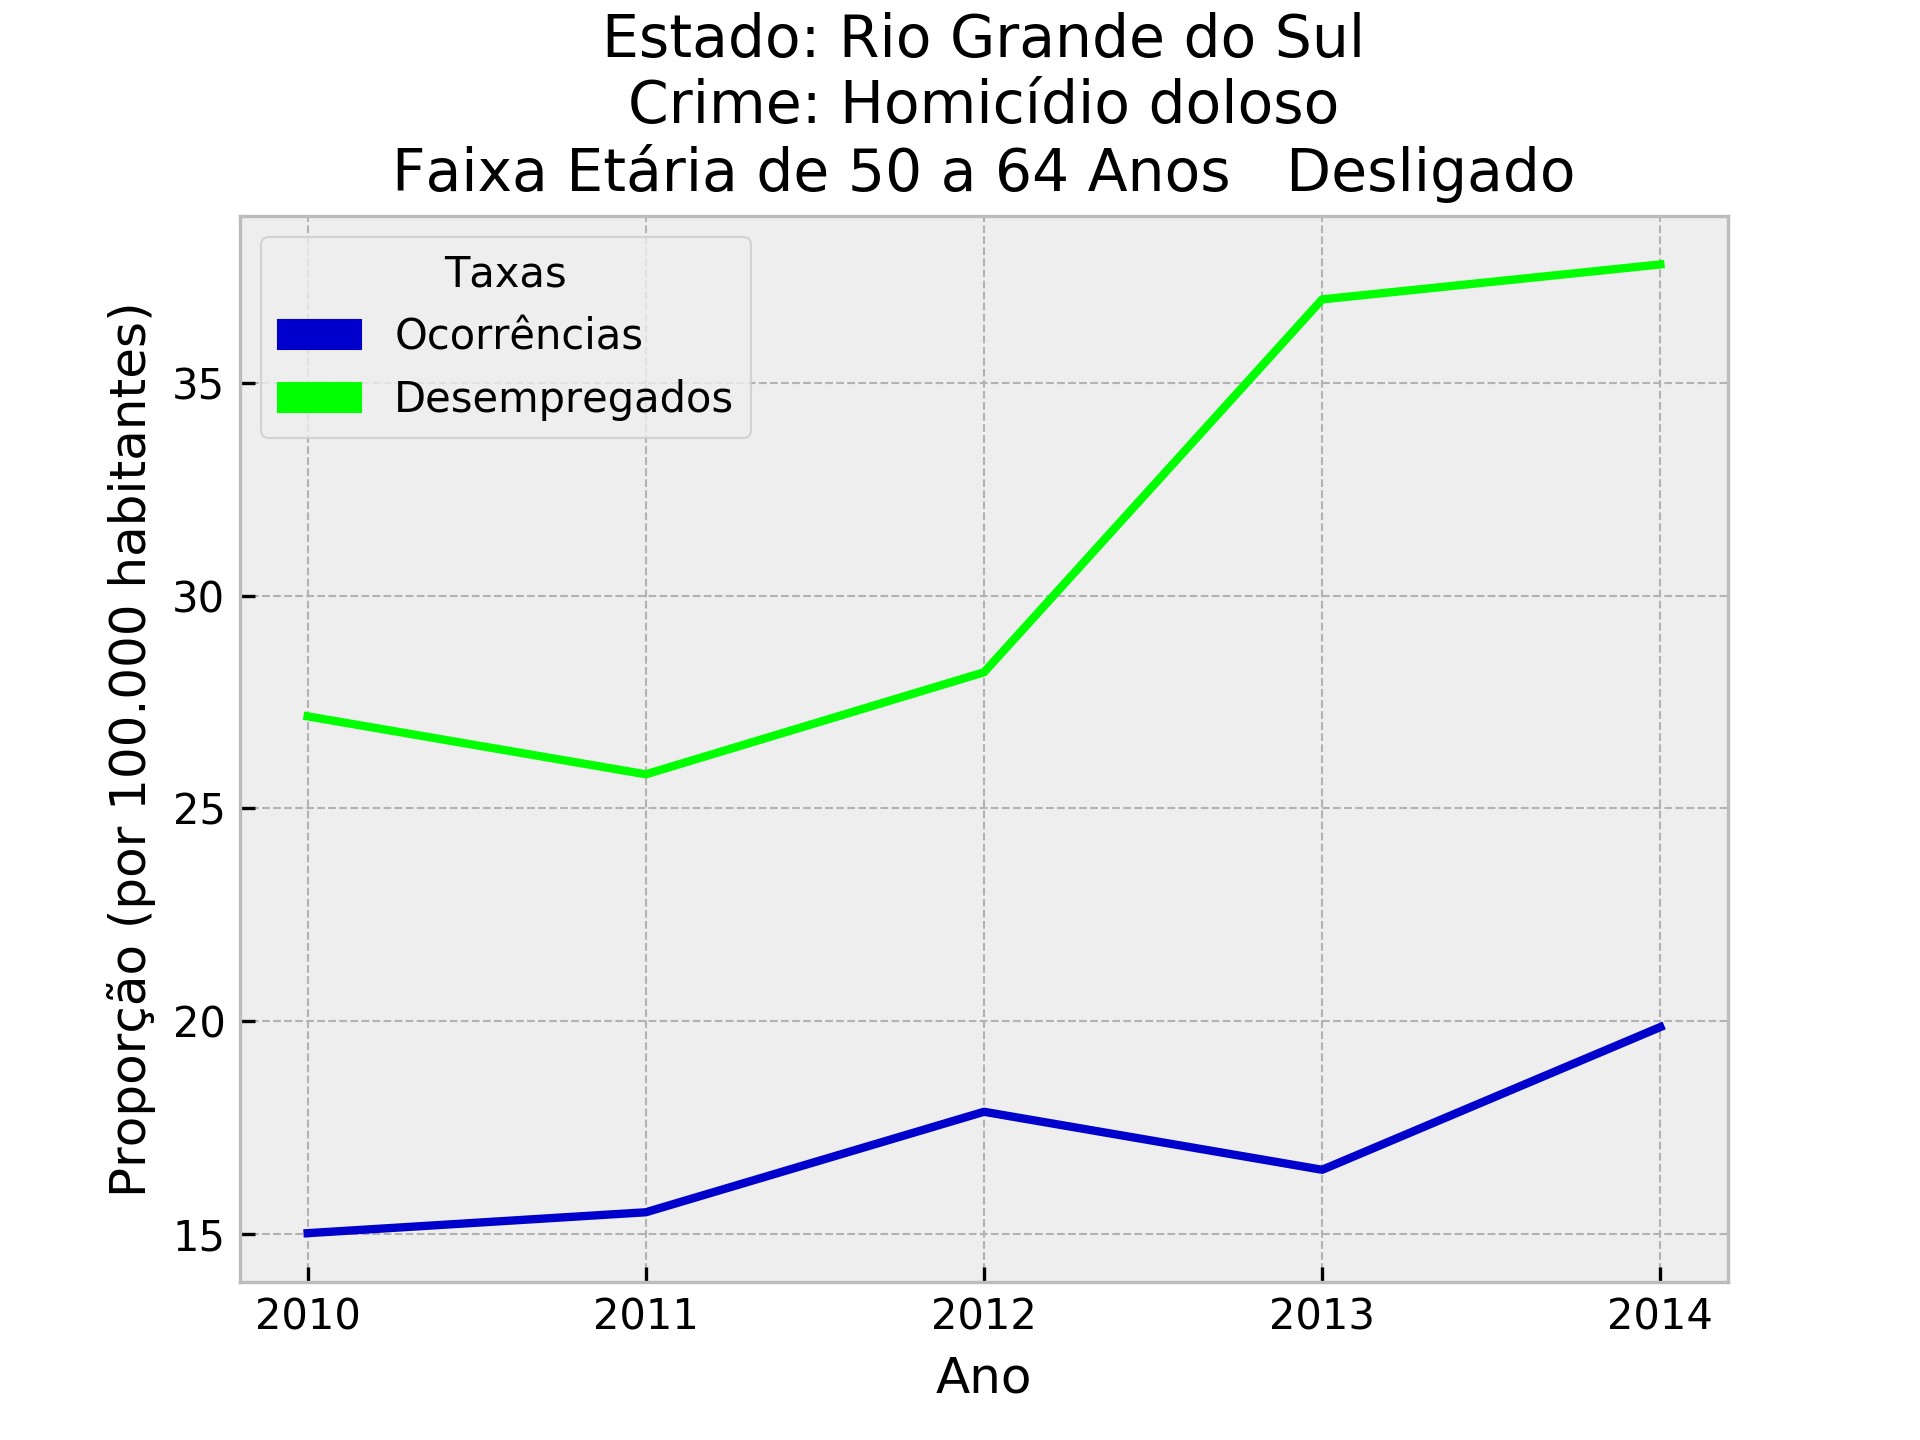 Estado: Rio Grande do Sul
Crime: Homicídio doloso
Faixa Etária de 50 a 64 Anos   Desligado
Taxas
Ocorrências
Desempregados
Proporção (por 100.000 habitantes)
35
30
25
20
15
2010 2011 2012 2013 2014
Ano